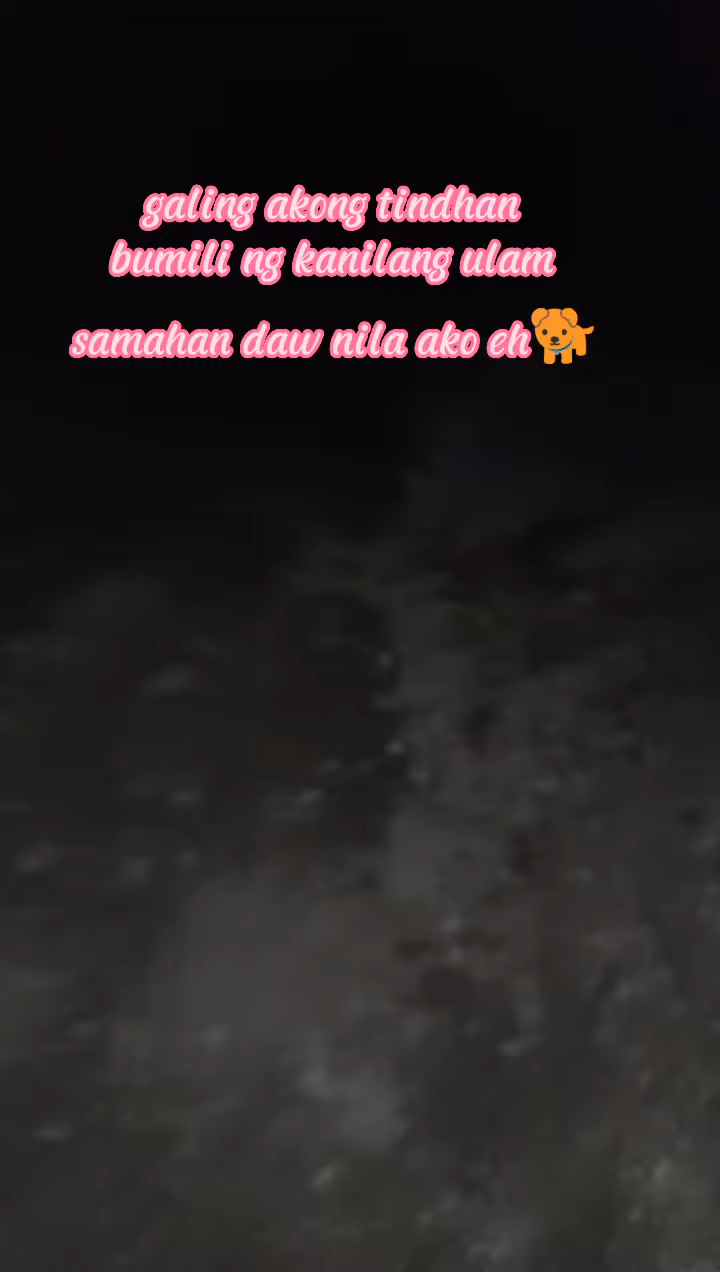 galing akong tindhan
bumili ng kanilang ulam
samahan daw nila ako eh🐕